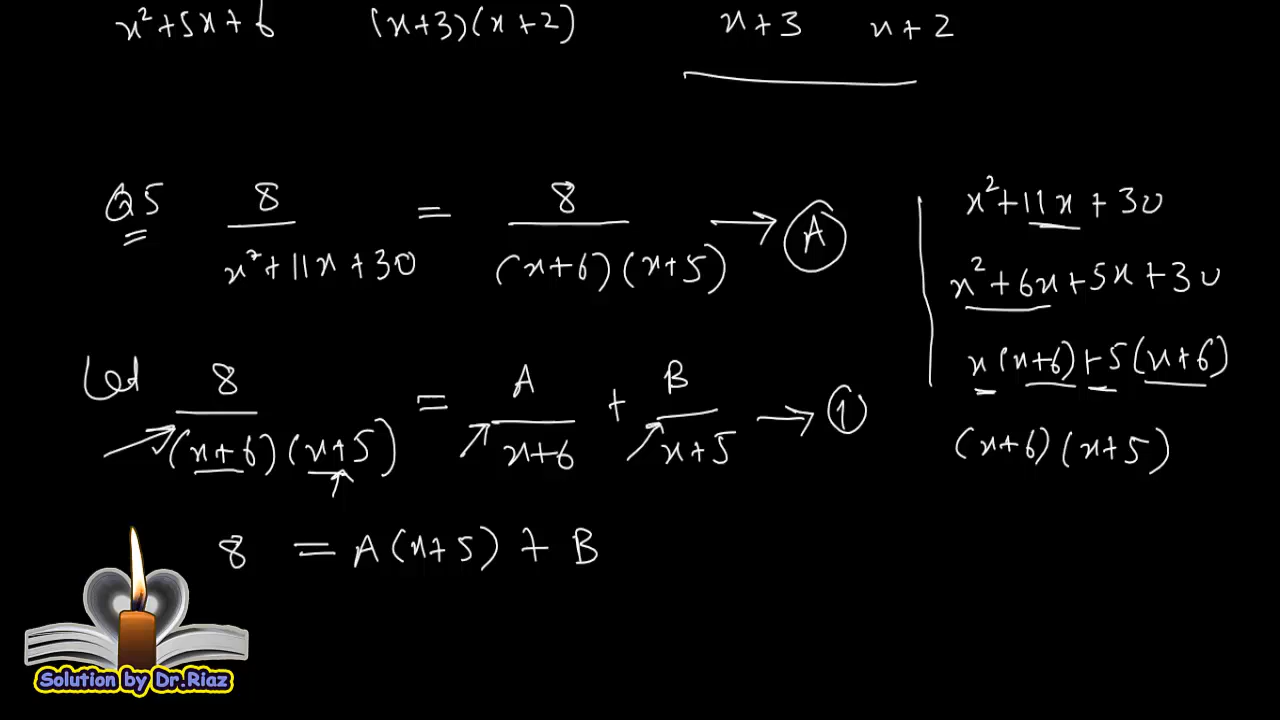 x²+5x+6 (x+3)(x+2) x+3 x+2
Q5 8/(x²+11x+30) = 8/((x+6)(x+5)) → (A)
x²+11x+30
x²+6x+5x+30
x(x+6)+5(x+6)
(x+6)(x+5)
Let 8/((x+6)(x+5)) = A/(x+6) + B/(x+5) → (1)
8 = A(x+5)+B
Solution by Dr.Riaz